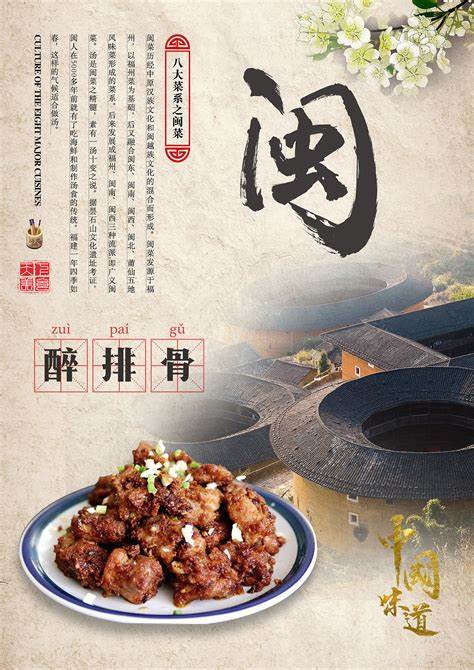 闽
八大菜系之闽菜
闽菜历经中原汉族文化和闽越族文化的混合而形成。闽菜发源于福
州，以福州菜为基础，后又融合闽东、闽南、闽西、闽北、莆仙五地
风味菜形成的菜系。后来发展成福州、闽南、闽西三种流派即广义闽
菜。汤是闽菜之精髓，素有一汤十变之说。据昙石山文化遗址考证，
闽人在5000多年前就有了吃海鲜和制作汤食的传统。福建一年四季如
春，这样的气候适合做汤。
CULTURE OF THE EIGHT MAJOR CUISINES
zuì paí gǔ
醉排骨
中国
味道